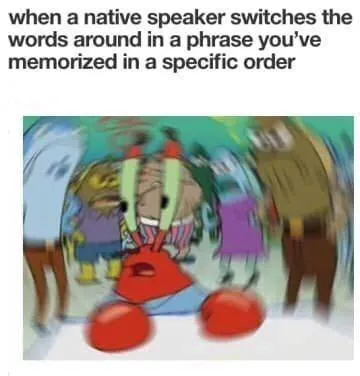 when a native speaker switches the
words around in a phrase you've
memorized in a specific order